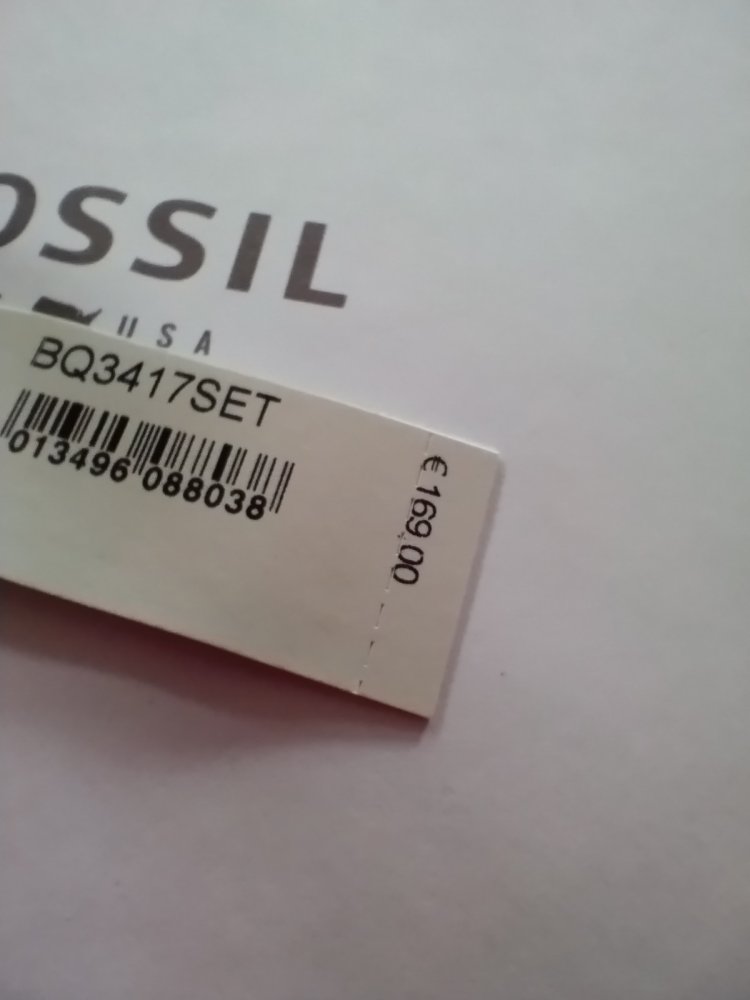 OSSIL
USA
BQ3417SET
013496 088038
€ 169,00